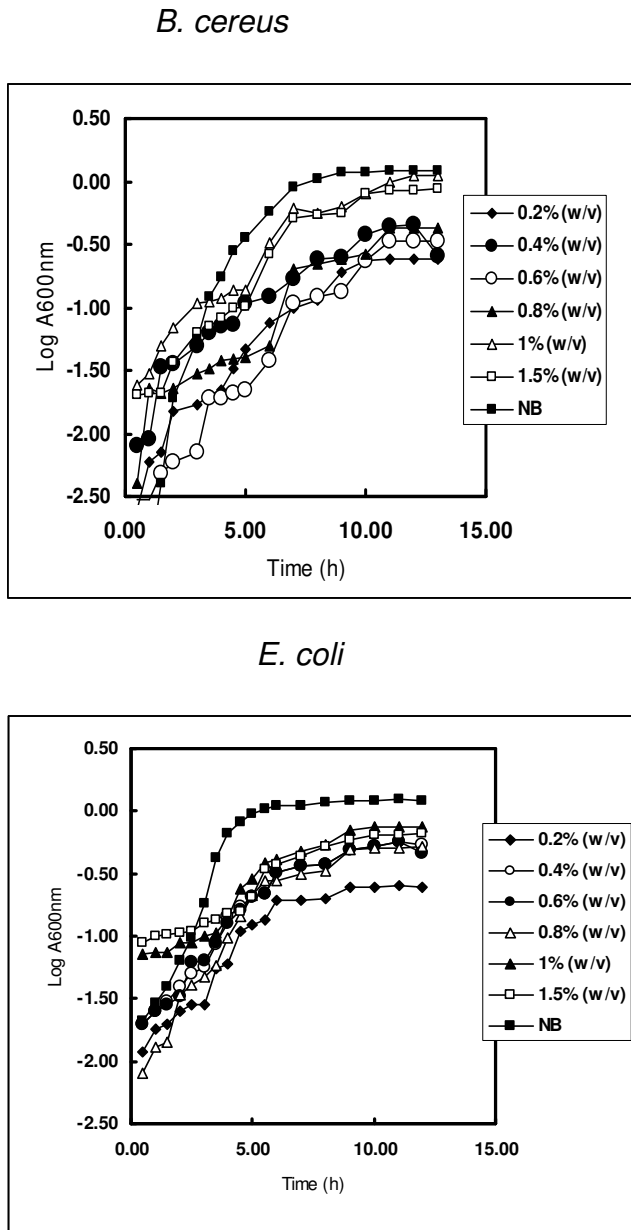 B. cereus
0.50
0.00
-0.50
-1.00
-1.50
-2.00
-2.50
Log A600nm
0.00 5.00 10.00 15.00
Time (h)
0.2% (w/v)
0.4% (w/v)
0.6% (w/v)
0.8% (w/v)
1% (w/v)
1.5% (w/v)
NB
E. coli
0.50
0.00
-0.50
-1.00
-1.50
-2.00
-2.50
Log A600nm
0.00 5.00 10.00 15.00
Time (h)
0.2% (w/v)
0.4% (w/v)
0.6% (w/v)
0.8% (w/v)
1% (w/v)
1.5% (w/v)
NB